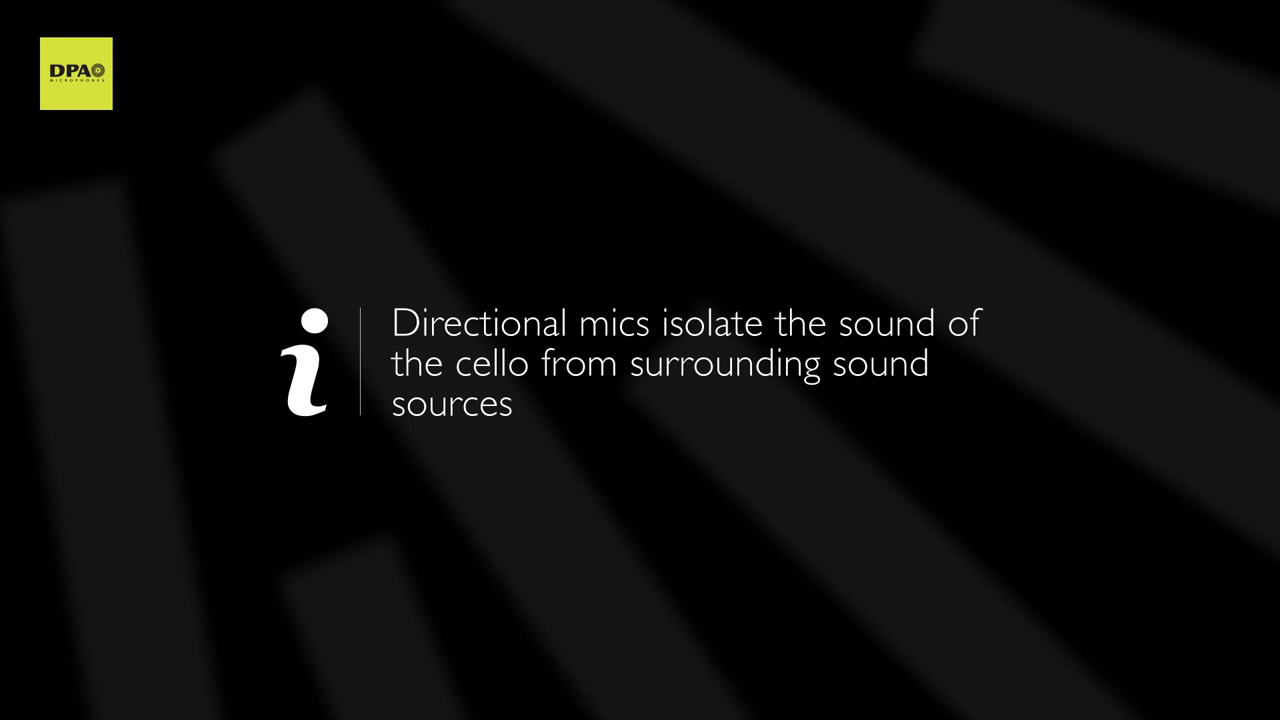 DPA
MICROPHONES
i
Directional mics isolate the sound of
the cello from surrounding sound
sources